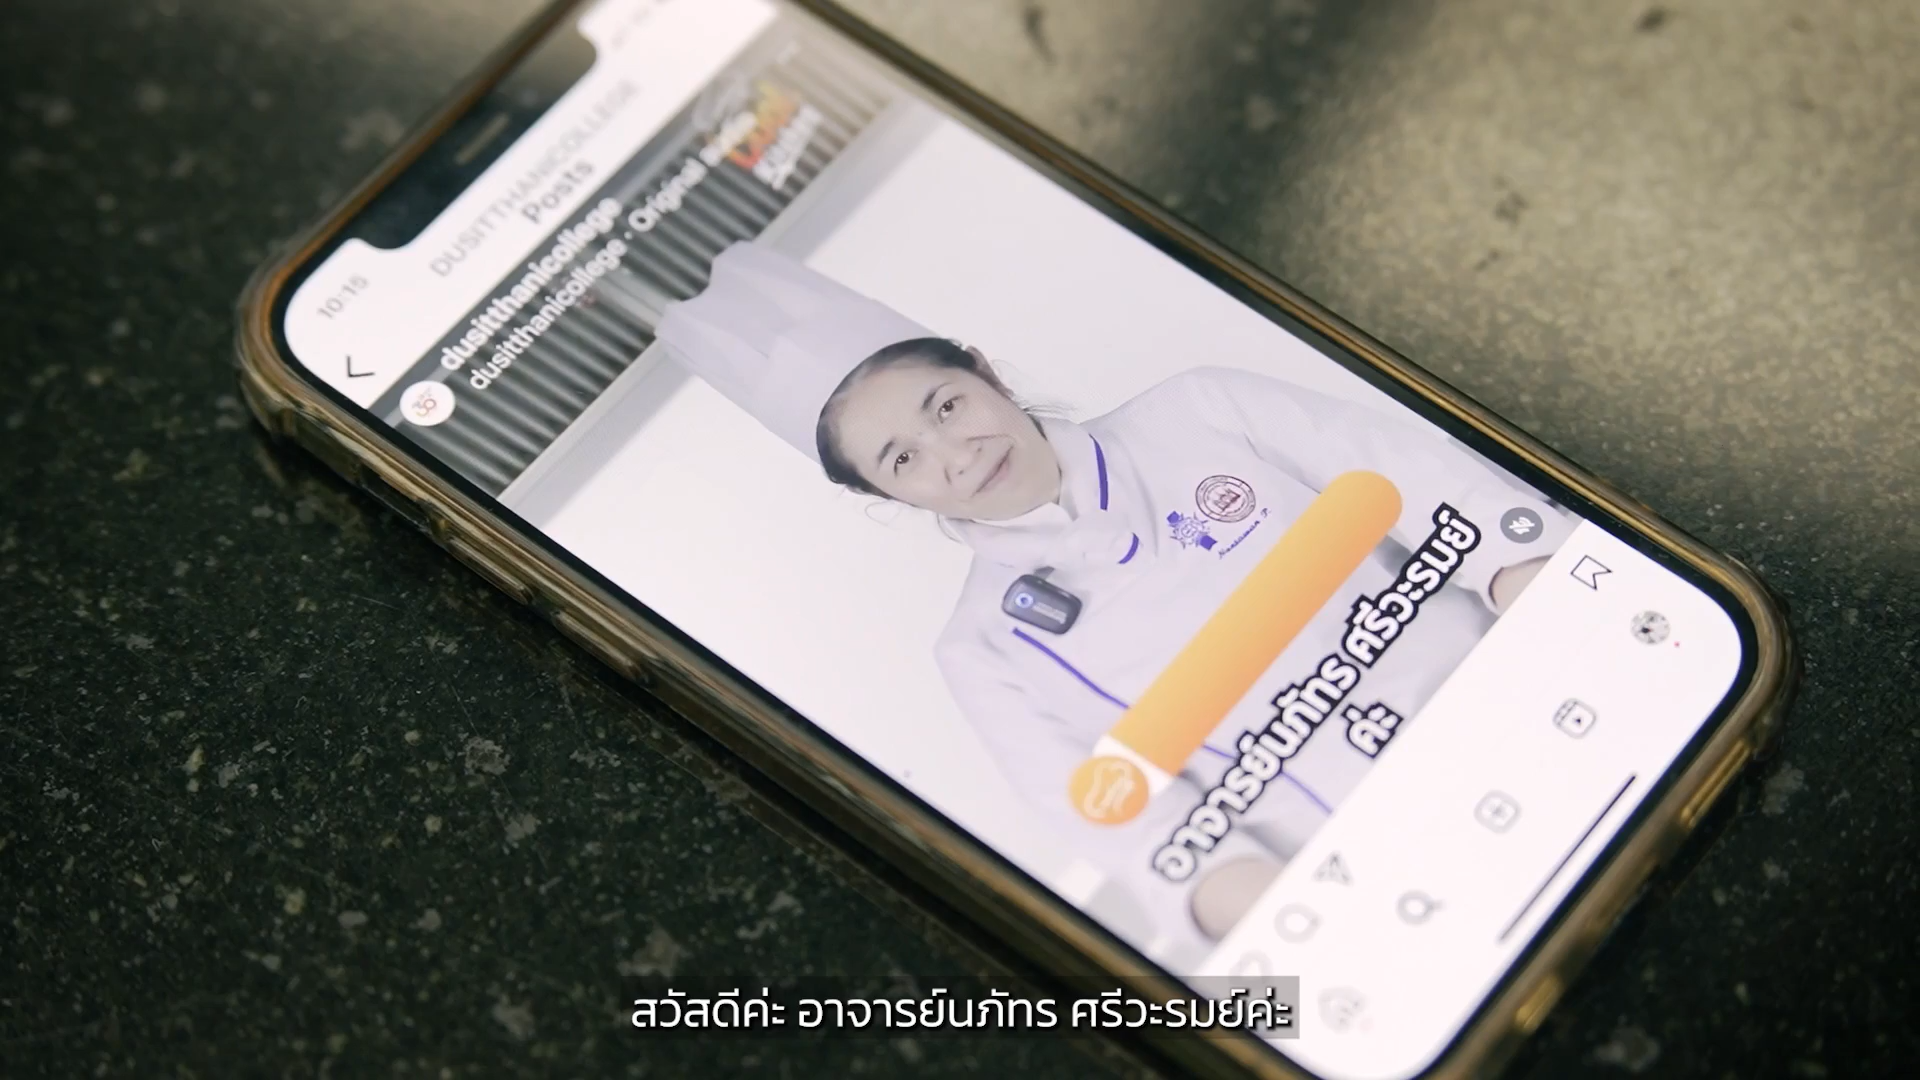 10:15
DUSITTHANICOLLEGE
Posts
dusitthanicollege
dusitthanicollege · Original
อาจารย์นภัทร ศรีวะรมย์
ค่ะ
สวัสดีค่ะ อาจารย์นภัทร ศรีวะรมย์ค่ะ